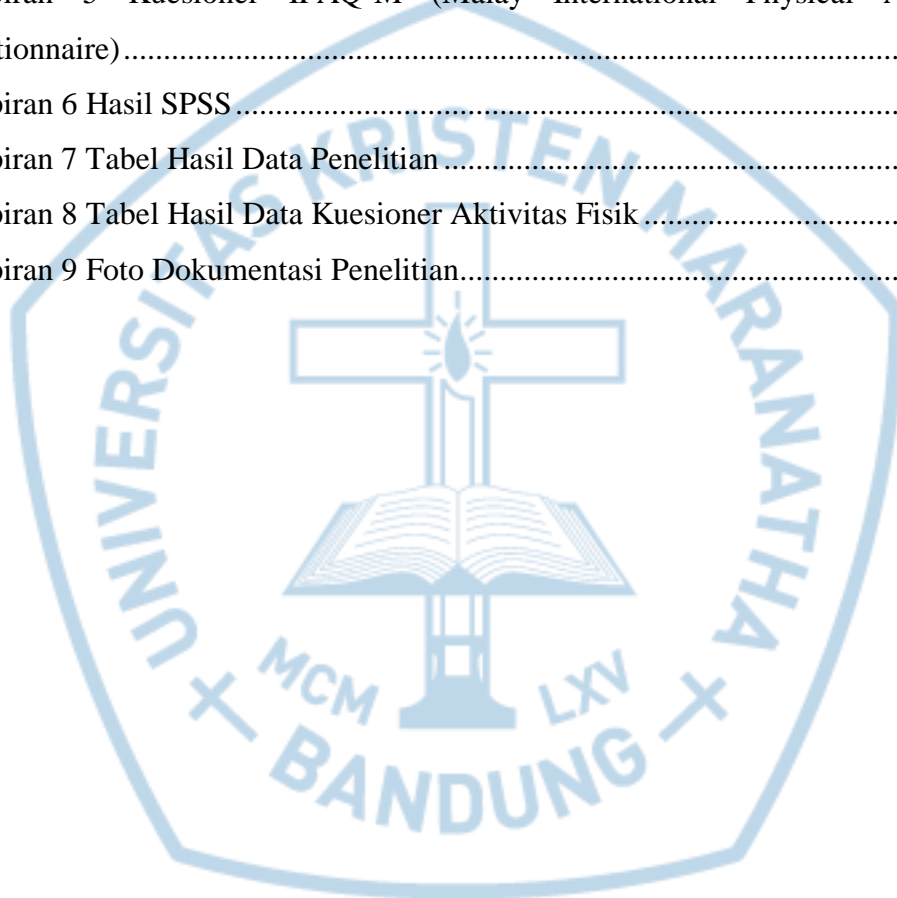 piran 5 Kuesioner IPAQ-M (Malay International Physical
tionnaire)................................................................................
piran 6 Hasil SPSS....................................................................
piran 7 Tabel Hasil Data Penelitian..............................................
piran 8 Tabel Hasil Data Kuesioner Aktivitas Fisik..........................
piran 9 Foto Dokumentasi Penelitian............................................
UNIVERSITAS KRISTEN MARANATHA
MCM LXV
+ BANDUNG +